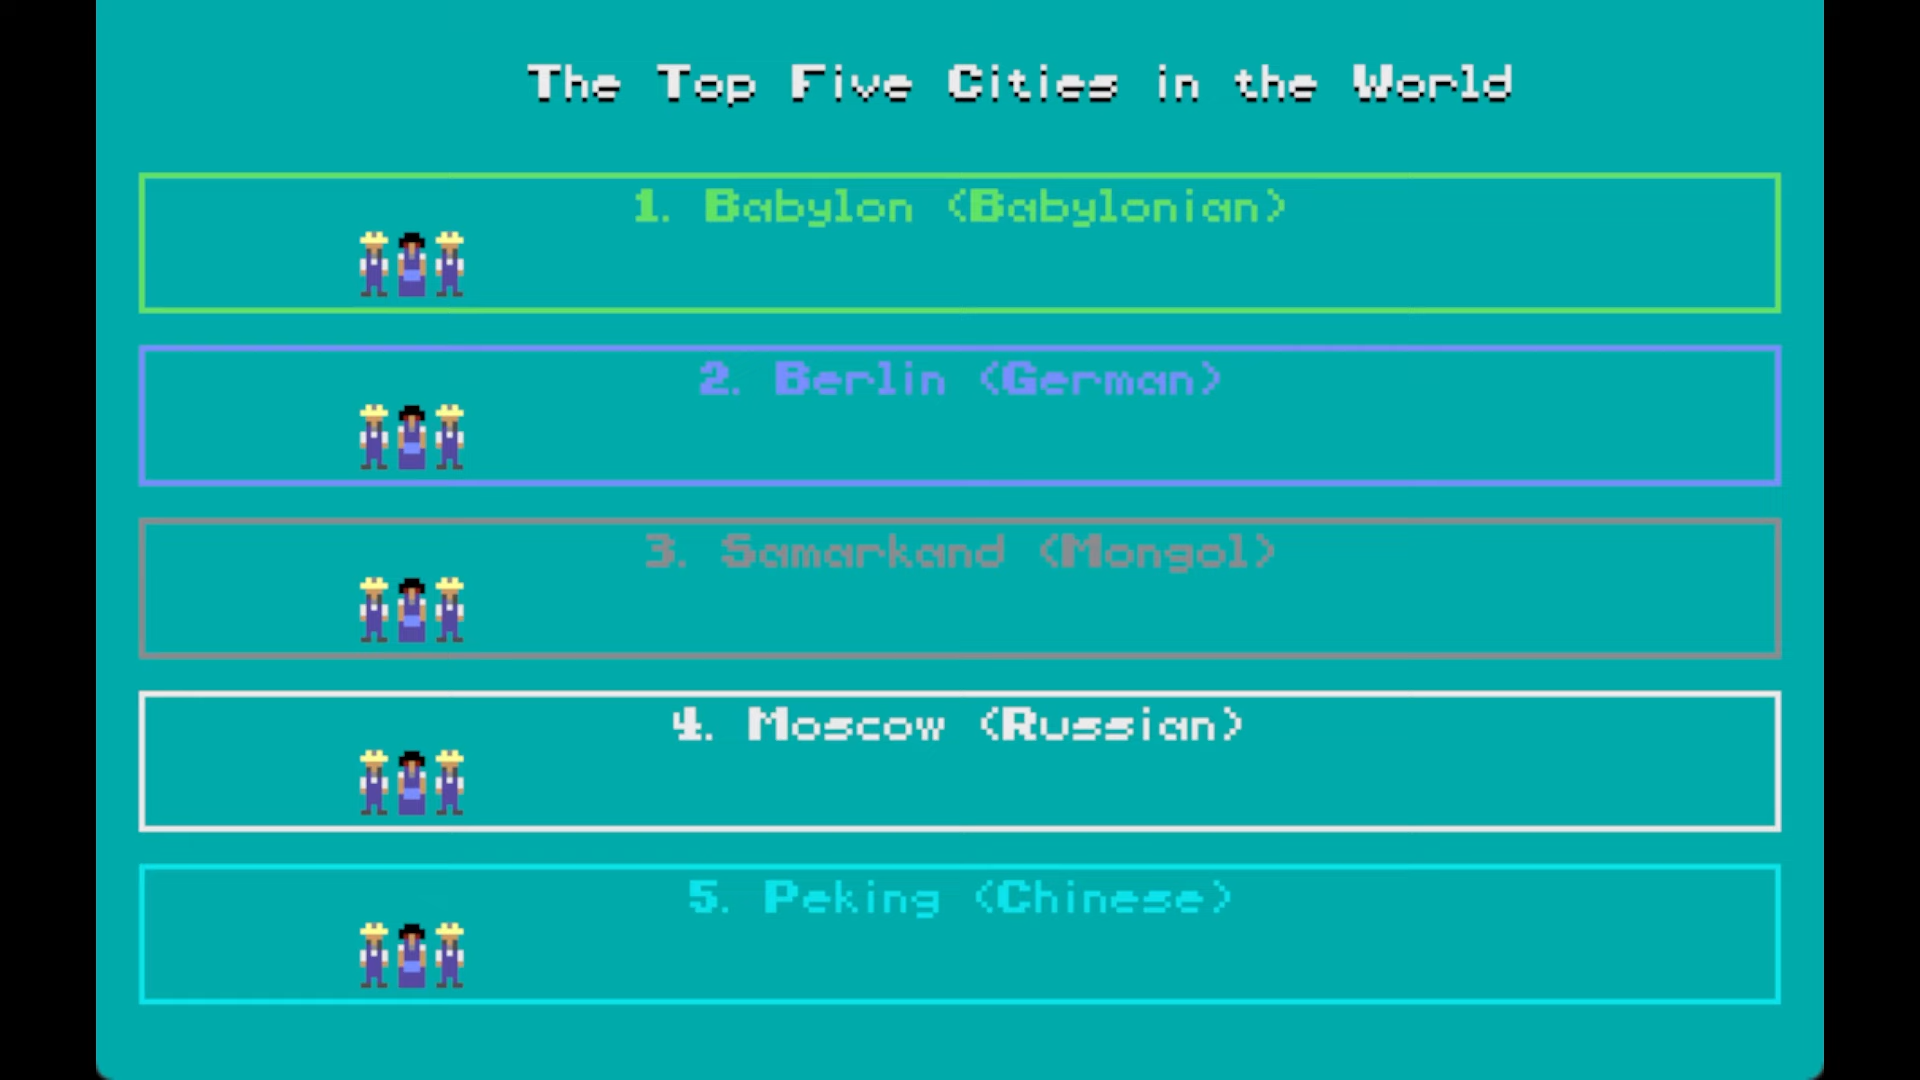 The Top Five Cities in the World
1. Babylon (Babylonian)
2. Berlin (German)
3. Samarkand (Mongol)
4. Moscow (Russian)
5. Peking (Chinese)